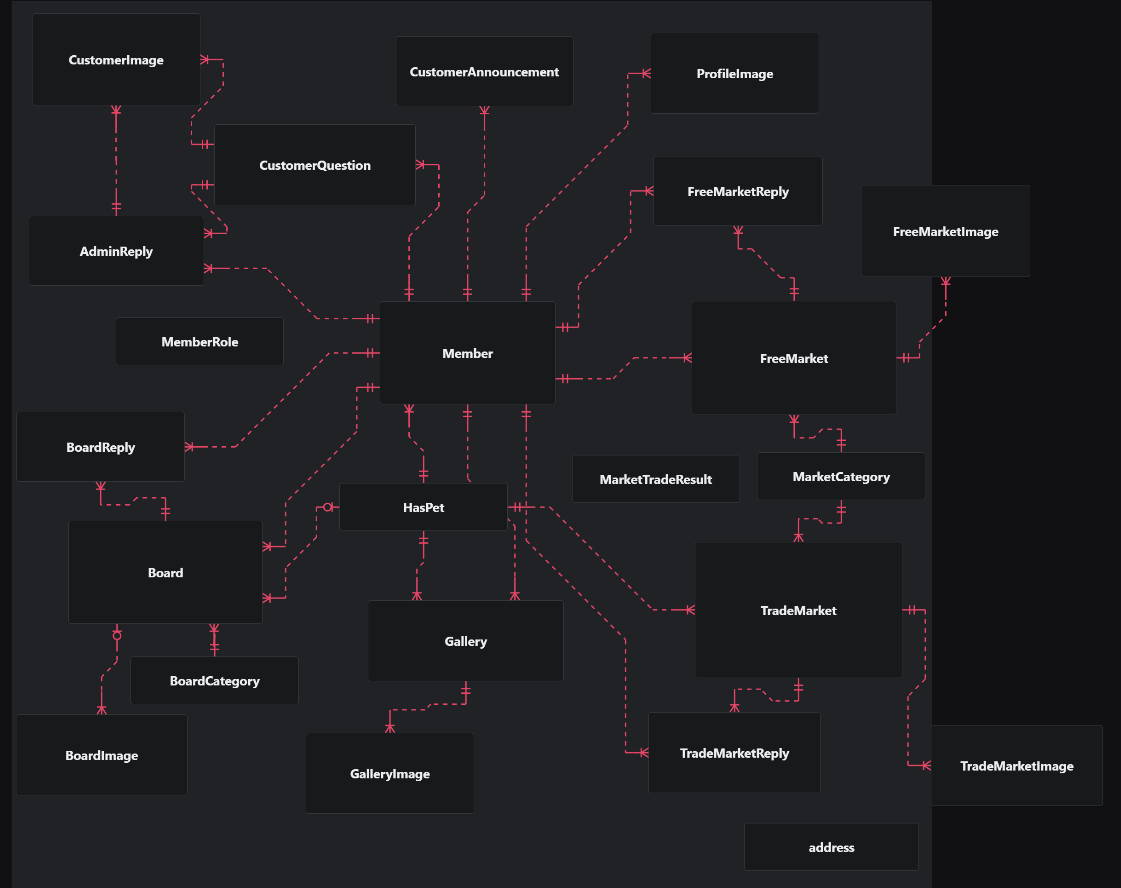 CustomerImage
CustomerAnnouncement
ProfileImage
CustomerQuestion
FreeMarketReply
FreeMarketImage
AdminReply
MemberRole
Member
FreeMarket
BoardReply
MarketTradeResult
MarketCategory
HasPet
Board
TradeMarket
Gallery
BoardCategory
BoardImage
GalleryImage
TradeMarketReply
TradeMarketImage
address